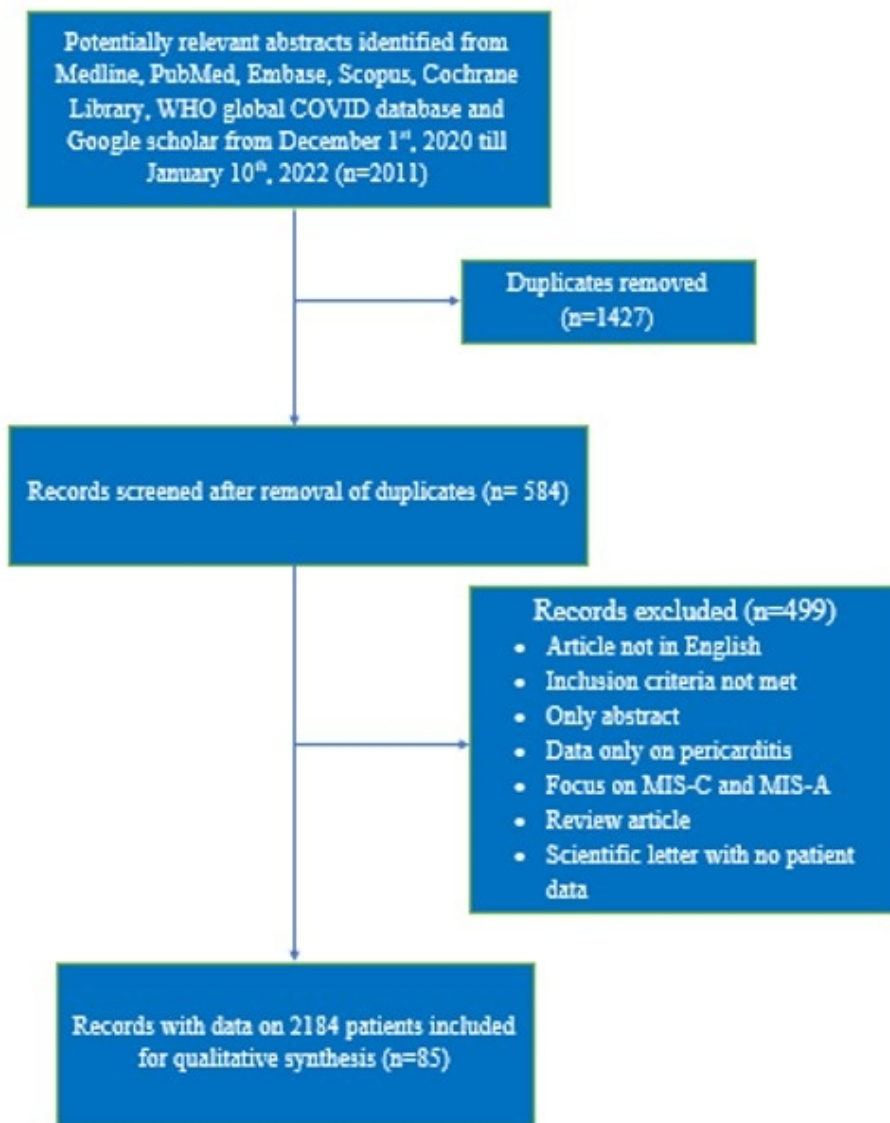 Potentially relevant abstracts identified from
Medline, PubMed, Embase, Scopus, Cochrane
Library, WHO global COVID database and
Google scholar from December 1st, 2020 till
January 10th, 2022 (n=2011)
Duplicates removed
(n=1427)
Records screened after removal of duplicates (n= 584)
Records excluded (n=499)
• Article not in English
• Inclusion criteria not met
• Only abstract
• Data only on pericarditis
• Focus on MIS-C and MIS-A
• Review article
• Scientific letter with no patient
data
Records with data on 2184 patients included
for qualitative synthesis (n=85)